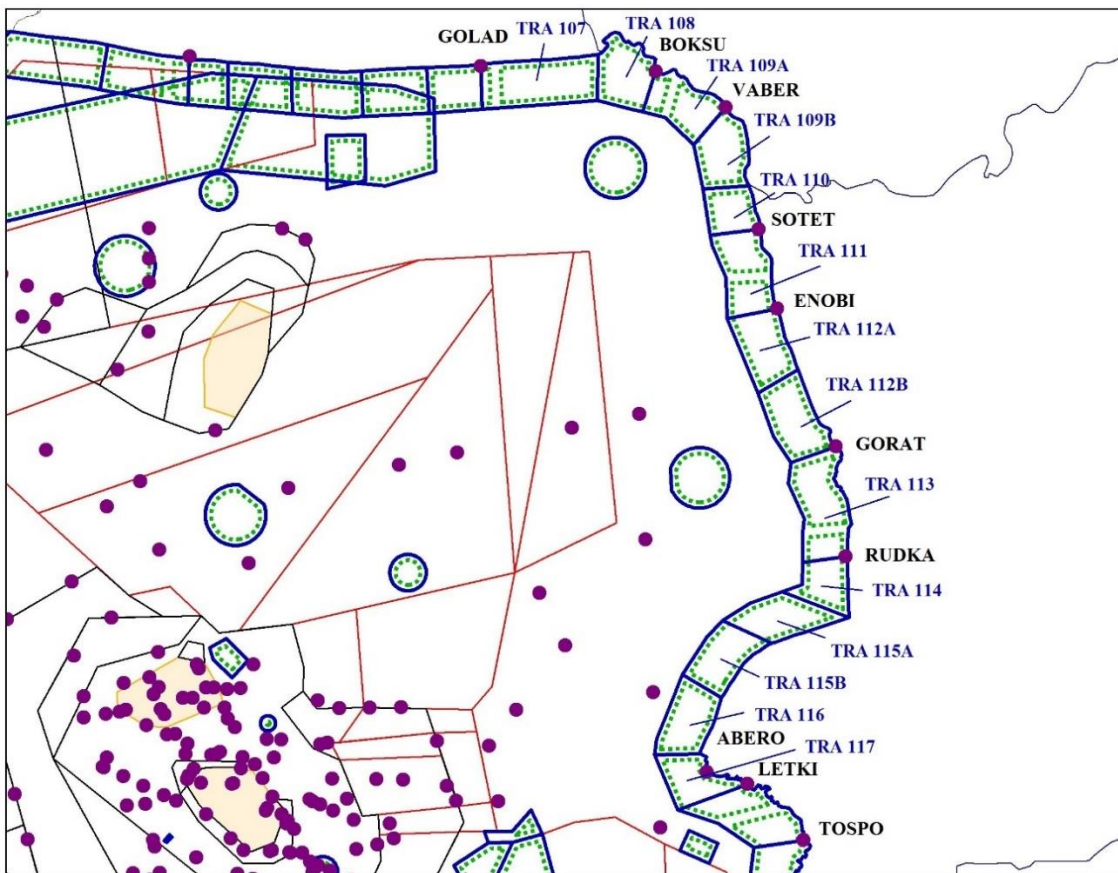 TRA 107
TRA 108
GOLAD
BOKSU
TRA 109A
VABER
TRA 109B
TRA 110
SOTET
TRA 111
ENOBI
TRA 112A
TRA 112B
GORAT
TRA 113
RUDKA
TRA 114
TRA 115A
TRA 115B
TRA 116
ABERO
TRA 117
LETKI
TOSPO